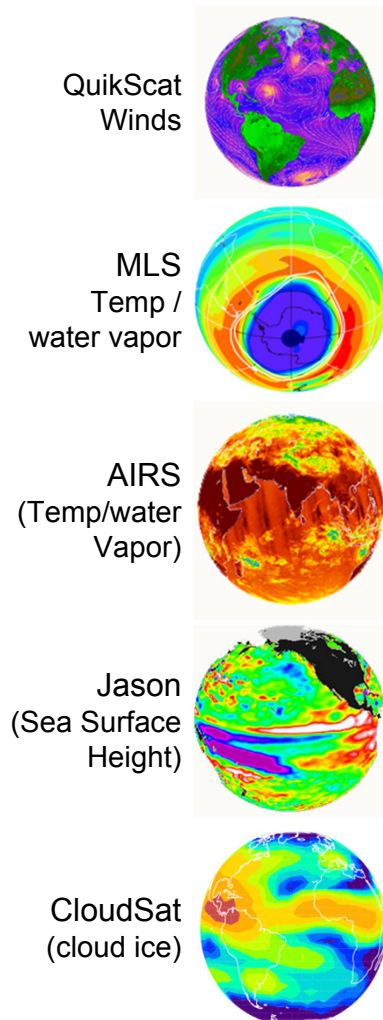 QuikScat
Winds
MLS
Temp /
water vapor
AIRS
(Temp/water
Vapor)
Jason
(Sea Surface
Height)
CloudSat
(cloud ice)